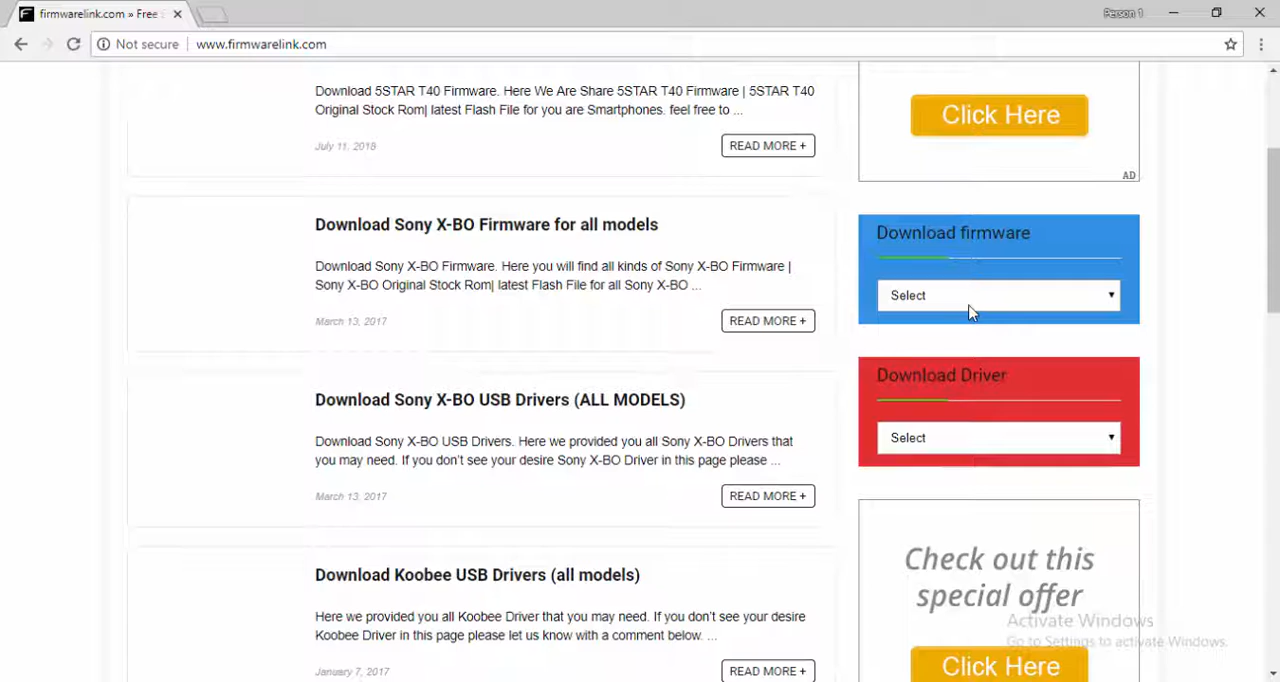 firmwarelink.com » Free
Person 1
Not secure
www.firmwarelink.com
Download 5STAR T40 Firmware. Here We Are Share 5STAR T40 Firmware | 5STAR T40
Original Stock Rom| latest Flash File for you are Smartphones. feel free to ...
July 11, 2018
READ MORE +
Download Sony X-BO Firmware for all models
Download Sony X-BO Firmware. Here you will find all kinds of Sony X-BO Firmware |
Sony X-BO Original Stock Rom| latest Flash File for all Sony X-BO ...
March 13, 2017
READ MORE +
Download Sony X-BO USB Drivers (ALL MODELS)
Download Sony X-BO USB Drivers. Here we provided you all Sony X-BO Drivers that
you may need. If you don't see your desire Sony X-BO Driver in this page please ...
March 13, 2017
READ MORE +
Download Koobee USB Drivers (all models)
Here we provided you all Koobee Driver that you may need. If you don't see your desire
Koobee Driver in this page please let us know with a comment below. ...
January 7, 2017
READ MORE +
Click Here
AD
Download firmware
Select
Download Driver
Select
Check out this
special offer
Click Here
Activate Windows
Go to Settings to activate Windows.